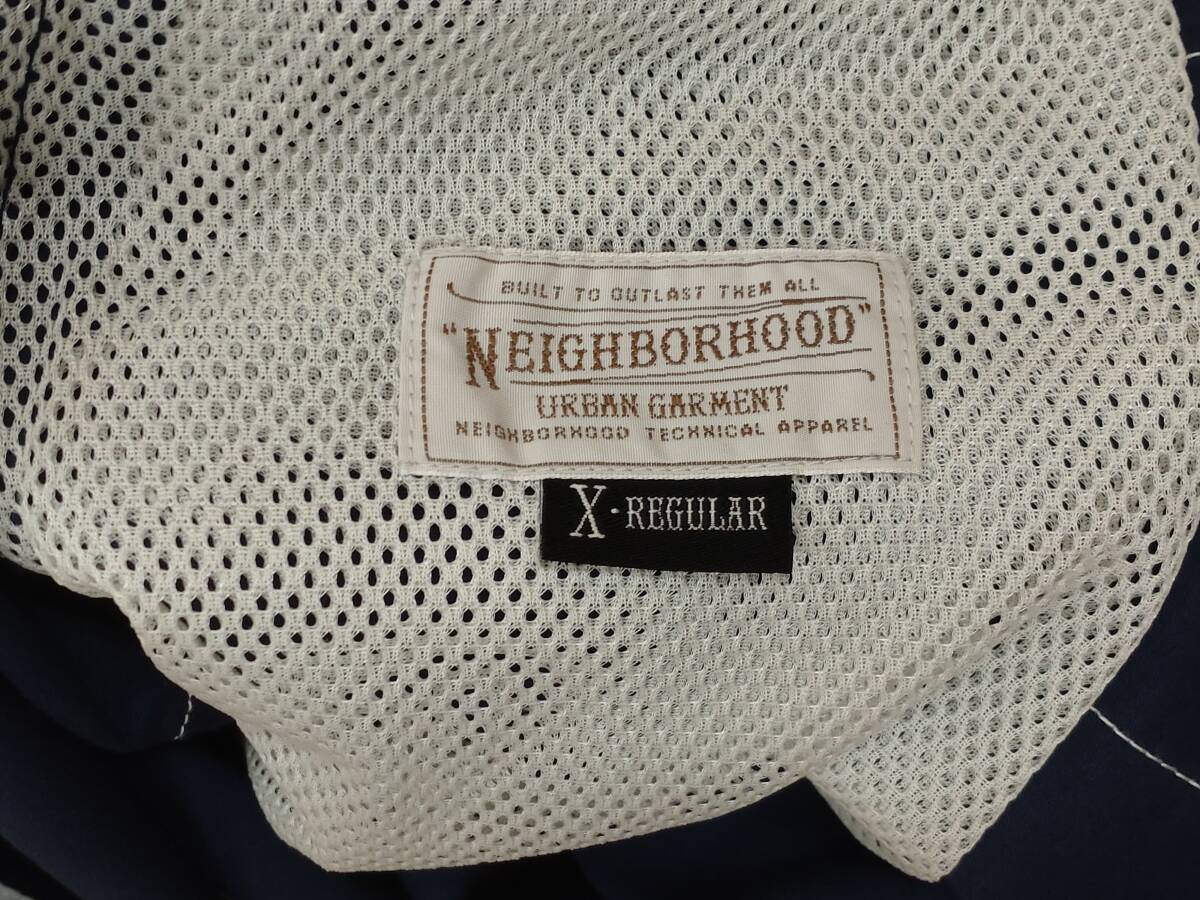 BUILT TO OUTLAST THEM ALL
"NEIGHBORHOOD"
URBAN GARMENT
NEIGHBORHOOD TECHNICAL APPAREL
X·REGULAR